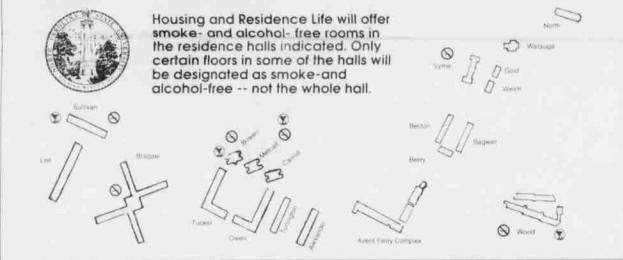 Housing and Residence Life will offer
smoke- and alcohol- free rooms in
the residence halls indicated. Only
certain floors in some of the halls will
be designated as smoke-and
alcohol-free -- not the whole hall.
North
Watauga
Syme
Gold
Welch
Sullivan
Becton
Bagwell
Berry
Lee
Bragaw
Bowen
Metcalf
Carroll
Tucker
Owen
Turlington
Alexander
Avent Ferry Complex
Wood